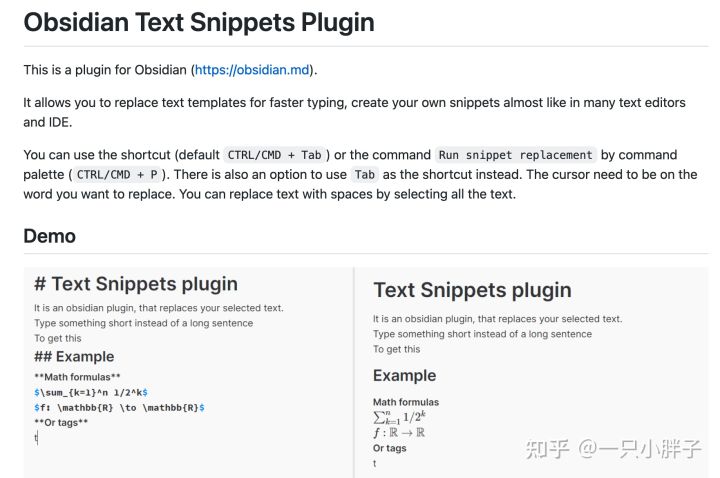 Obsidian Text Snippets Plugin
This is a plugin for Obsidian (https://obsidian.md).
It allows you to replace text templates for faster typing, create your own snippets almost like in many text editors
and IDE.
You can use the shortcut (default CTRL/CMD + Tab ) or the command Run snippet replacement by command
palette ( CTRL/CMD + P ). There is also an option to use Tab as the shortcut instead. The cursor need to be on the
word you want to replace. You can replace text with spaces by selecting all the text.
Demo
# Text Snippets plugin
It is an obsidian plugin, that replaces your selected text.
Type something short instead of a long sentence
To get this
## Example
**Math formulas**
$\sum_{k=1}^n 1/2^k$
$f: \mathbb{R} \to \mathbb{R}$
**Or tags**
t
Text Snippets plugin
It is an obsidian plugin, that replaces your selected text.
Type something short instead of a long sentence
To get this
Example
Math formulas
∑ₖ₌₁ⁿ 1/2ᵏ
f : ℝ → ℝ
Or tags
t
知乎 @一只小胖子